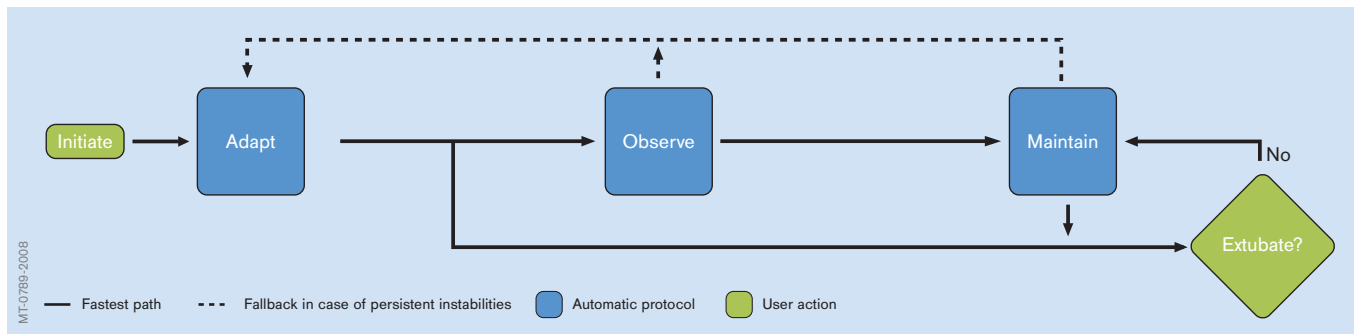 Initiate
Adapt
Observe
Maintain
No
Extubate?
MT-0789-2008
Fastest path
Fallback in case of persistent instabilities
Automatic protocol
User action